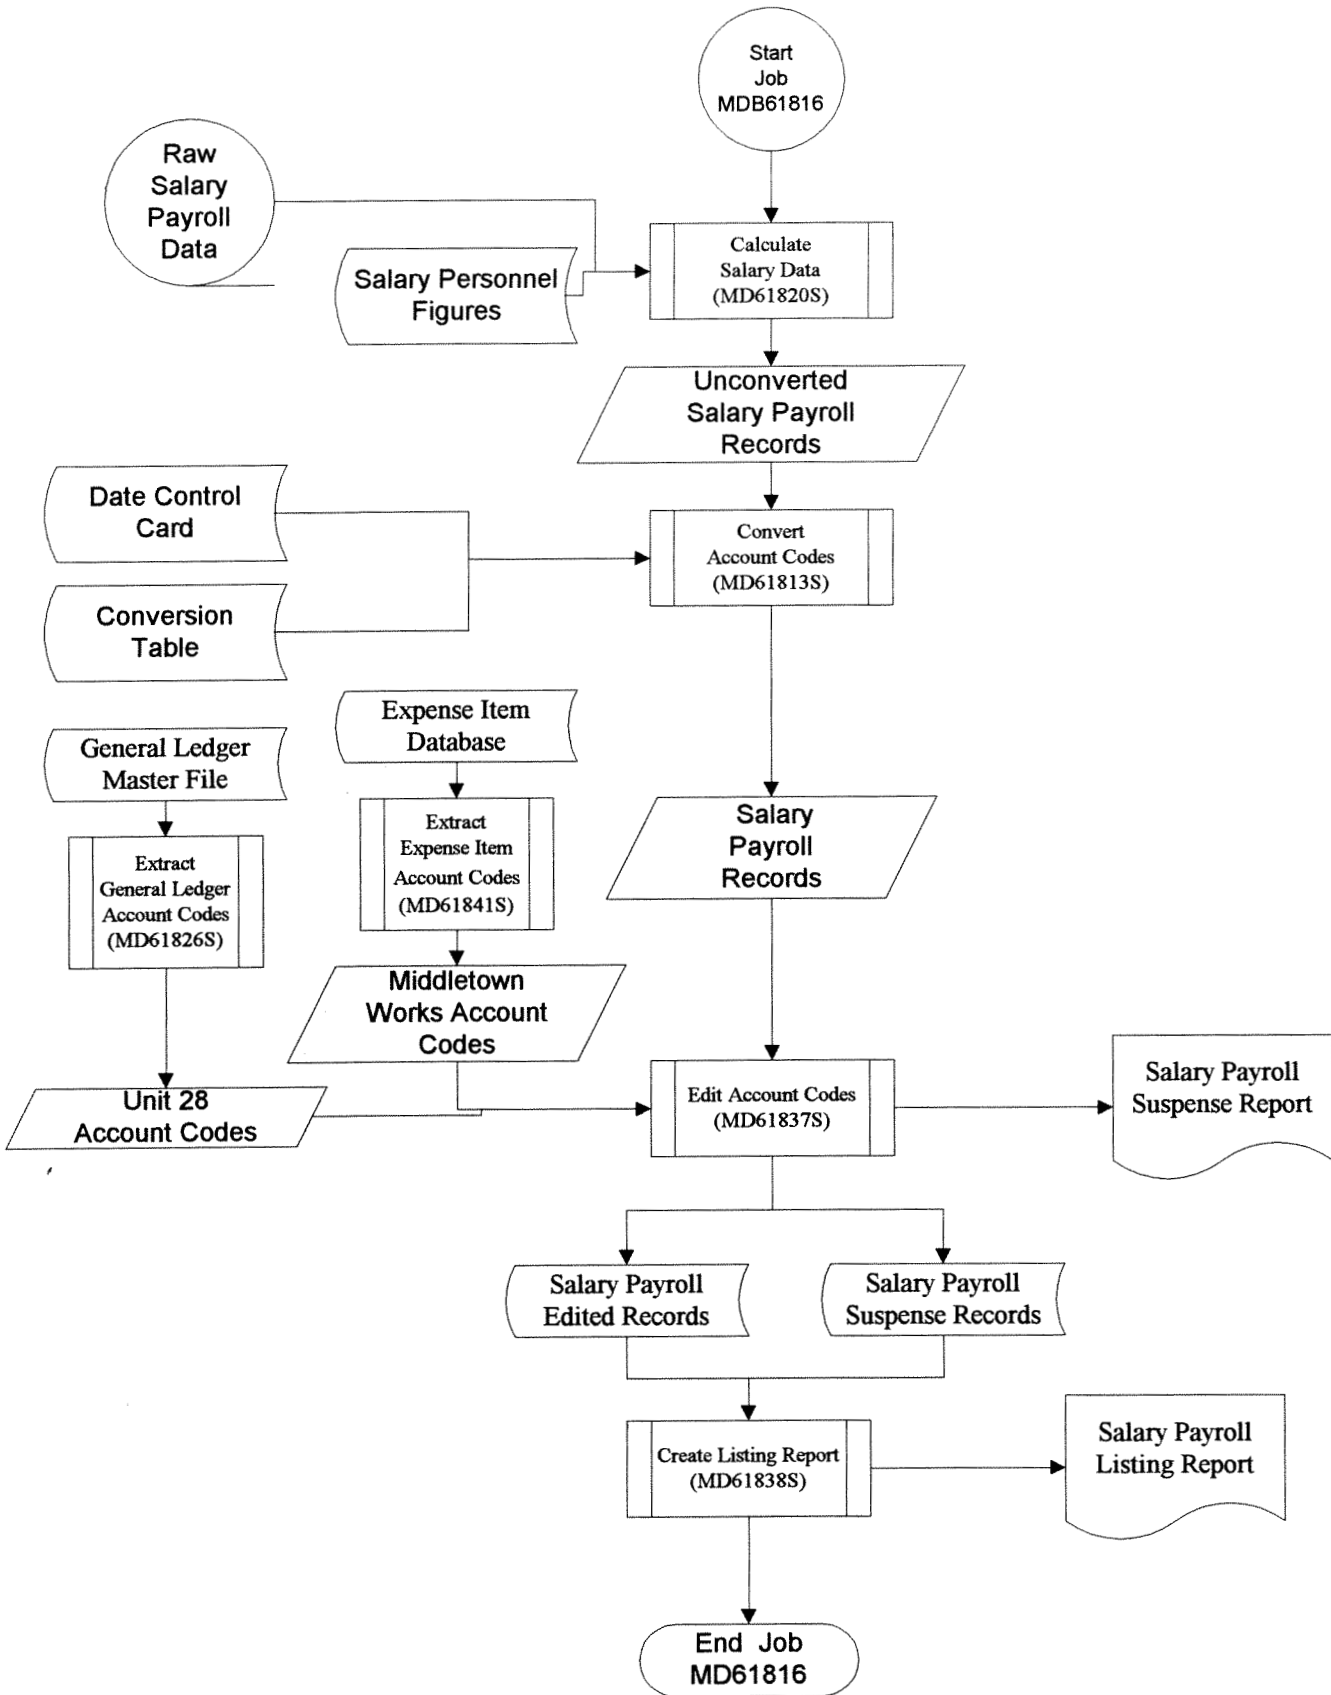 Start
Job
MDB61816
Raw
Salary
Payroll
Data
Salary Personnel
Figures
Calculate
Salary Data
(MD61820S)
Unconverted
Salary Payroll
Records
Date Control
Card
Convert
Account Codes
(MD61813S)
Conversion
Table
General Ledger
Master File
Expense Item
Database
Extract
General Ledger
Account Codes
(MD61826S)
Extract
Expense Item
Account Codes
(MD61841S)
Salary
Payroll
Records
Middletown
Works Account
Codes
Unit 28
Account Codes
Edit Account Codes
(MD61837S)
Salary Payroll
Suspense Report
Salary Payroll
Edited Records
Salary Payroll
Suspense Records
Create Listing Report
(MD61838S)
Salary Payroll
Listing Report
End Job
MD61816